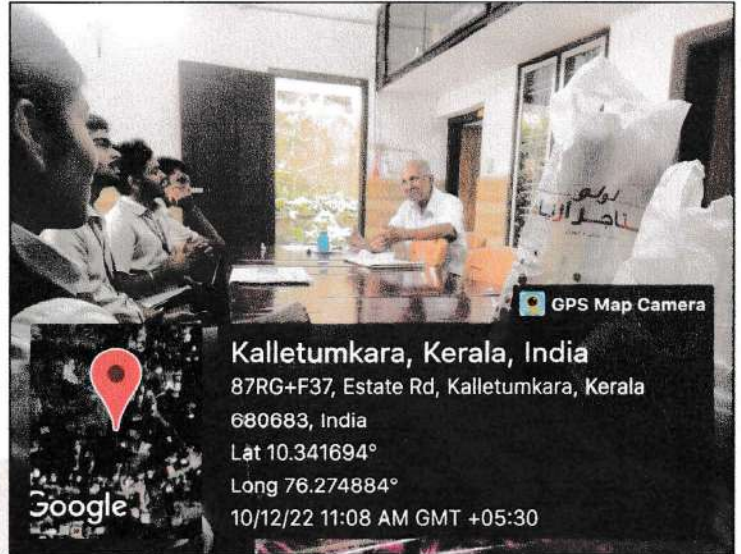 لولو
GPS Map Camera
Kalletumkara, Kerala, India
87RG+F37, Estate Rd, Kalletumkara, Kerala
680683, India
Lat 10.341694°
Long 76.274884°
10/12/22 11:08 AM GMT +05:30
Google